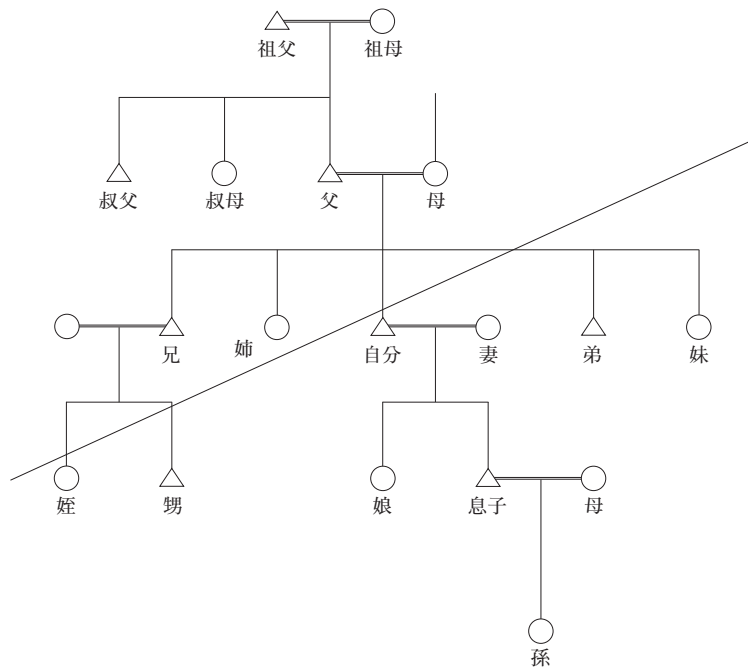 祖父 祖母
叔父 叔母 父 母
兄 姉 自分 妻 弟 妹
姪 甥 娘 息子 母
孫